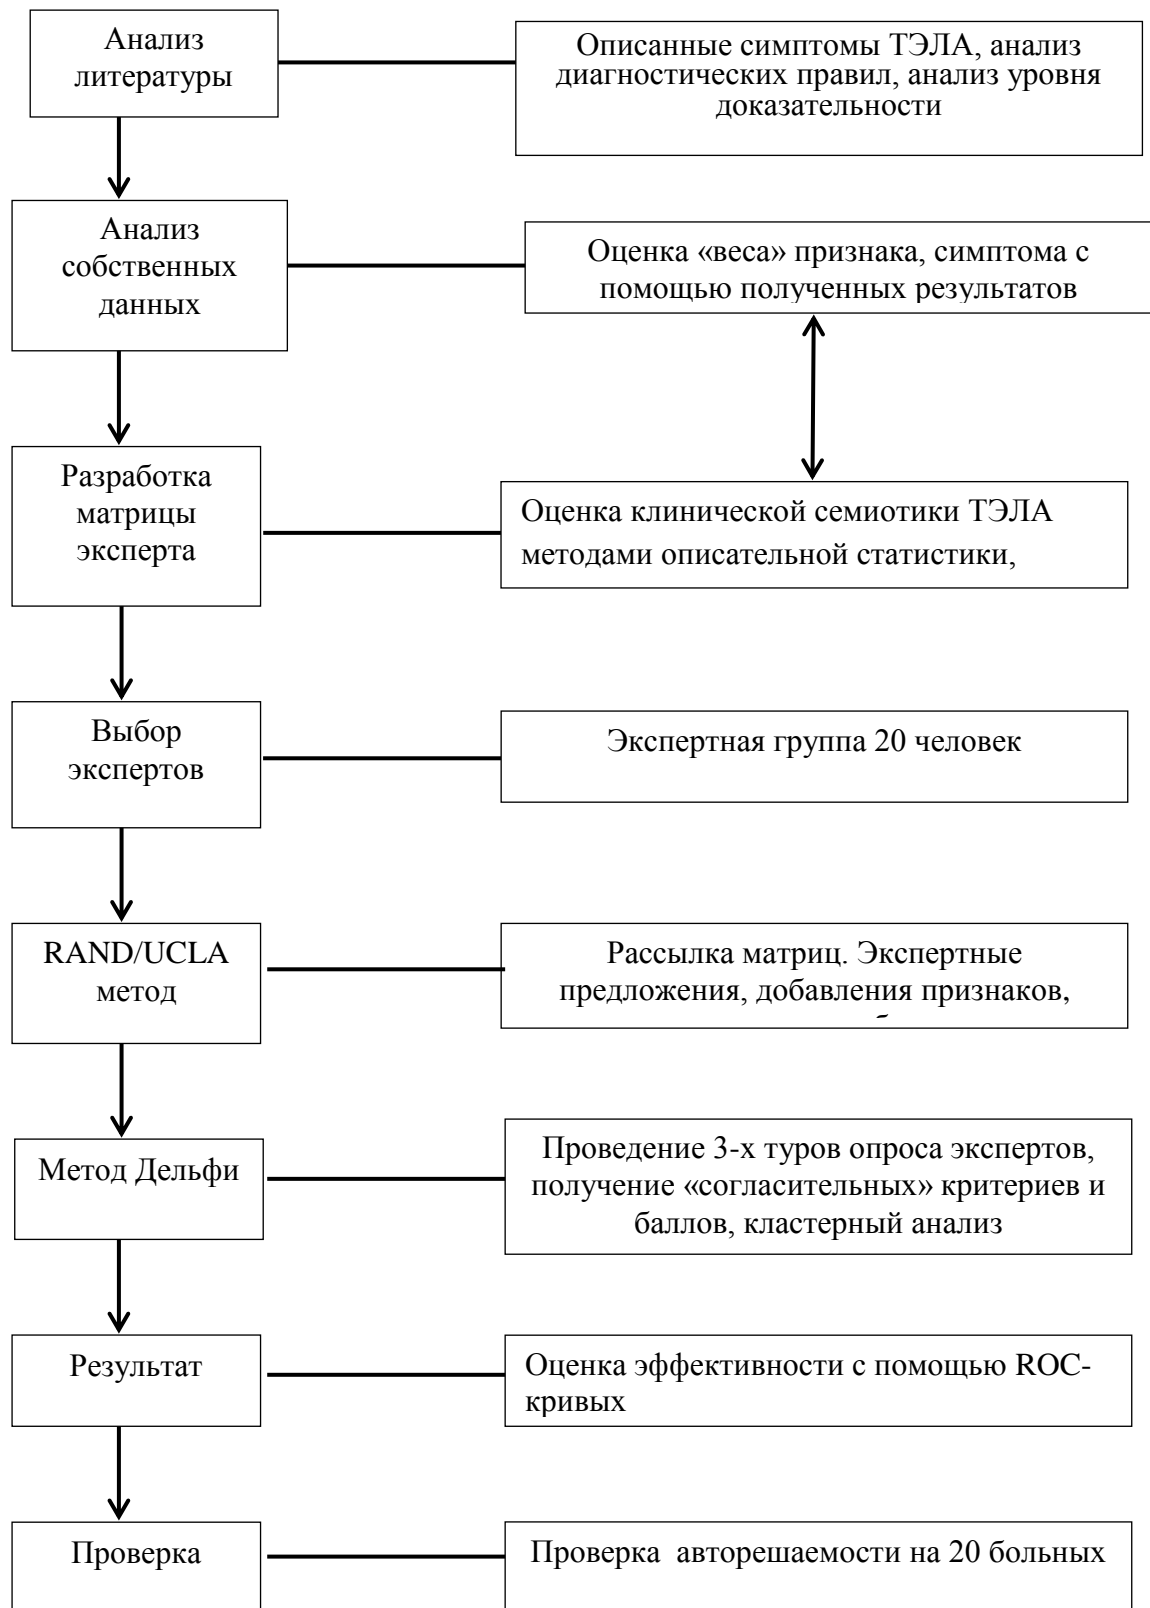 Анализ
литературы
Описанные симптомы ТЭЛА, анализ
диагностических правил, анализ уровня
доказательности
Анализ
собственных
данных
Оценка «веса» признака, симптома с
помощью полученных результатов
Разработка
матрицы
эксперта
Оценка клинической семиотики ТЭЛА
методами описательной статистики,
Выбор
экспертов
Экспертная группа 20 человек
RAND/UCLA
метод
Рассылка матриц. Экспертные
предложения, добавления признаков,
Метод Дельфи
Проведение 3-х туров опроса экспертов,
получение «согласительных» критериев и
баллов, кластерный анализ
Результат
Оценка эффективности с помощью ROC-
кривых
Проверка
Проверка авторешаемости на 20 больных